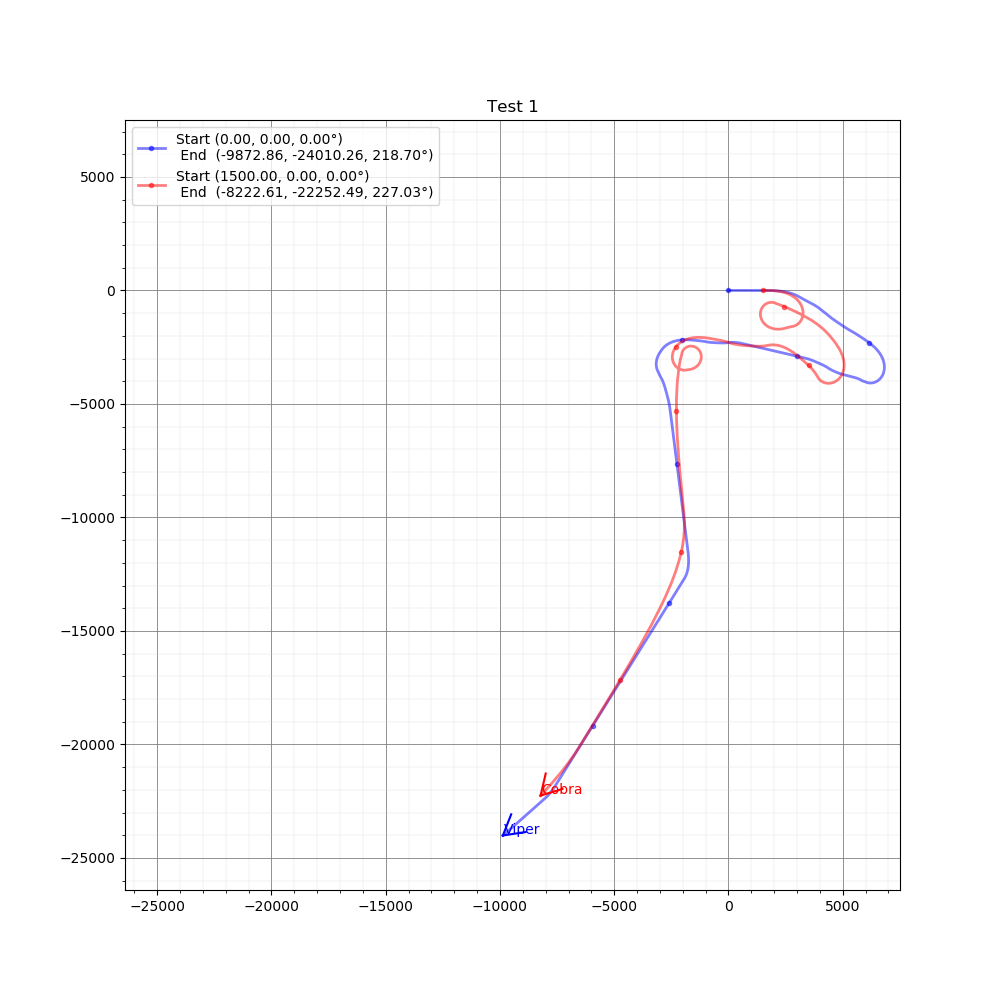 Test 1
Start (0.00, 0.00, 0.00°)
End  (-9872.86, -24010.26, 218.70°)
Start (1500.00, 0.00, 0.00°)
End  (-8222.61, -22252.49, 227.03°)
5000
0
−5000
−10000
−15000
−20000
−25000
Cobra
Viper
−25000 −20000 −15000 −10000 −5000 0 5000